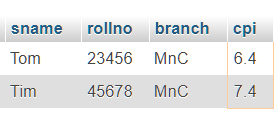 sname rollno branch cpi
Tom 23456 MnC 6.4
Tim 45678 MnC 7.4